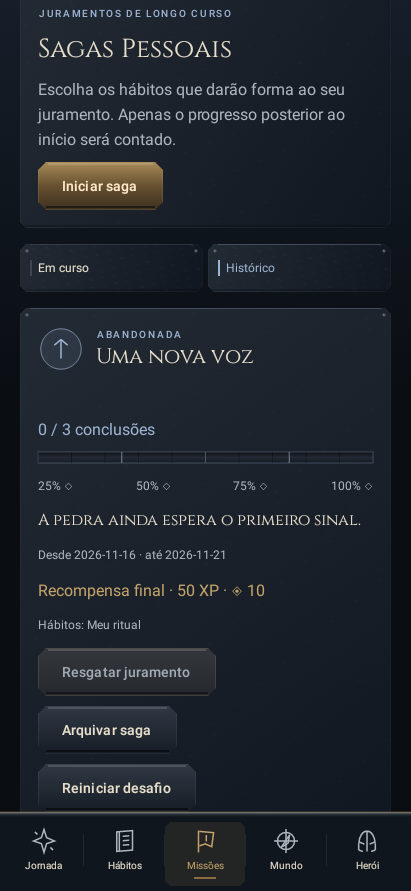 JURAMENTOS DE LONGO CURSO
Sagas Pessoais
Escolha os hábitos que darão forma ao seu
juramento. Apenas o progresso posterior ao
início será contado.
Iniciar saga
Em curso
Histórico
ABANDONADA
Uma nova voz
0 / 3 conclusões
25% ◇ 50% ◇ 75% ◇ 100% ◇
A pedra ainda espera o primeiro sinal.
Desde 2026-11-16 · até 2026-11-21
Recompensa final · 50 XP · ◈ 10
Hábitos: Meu ritual
Resgatar juramento
Arquivar saga
Reiniciar desafio
Jornada
Hábitos
Missões
Mundo
Herói